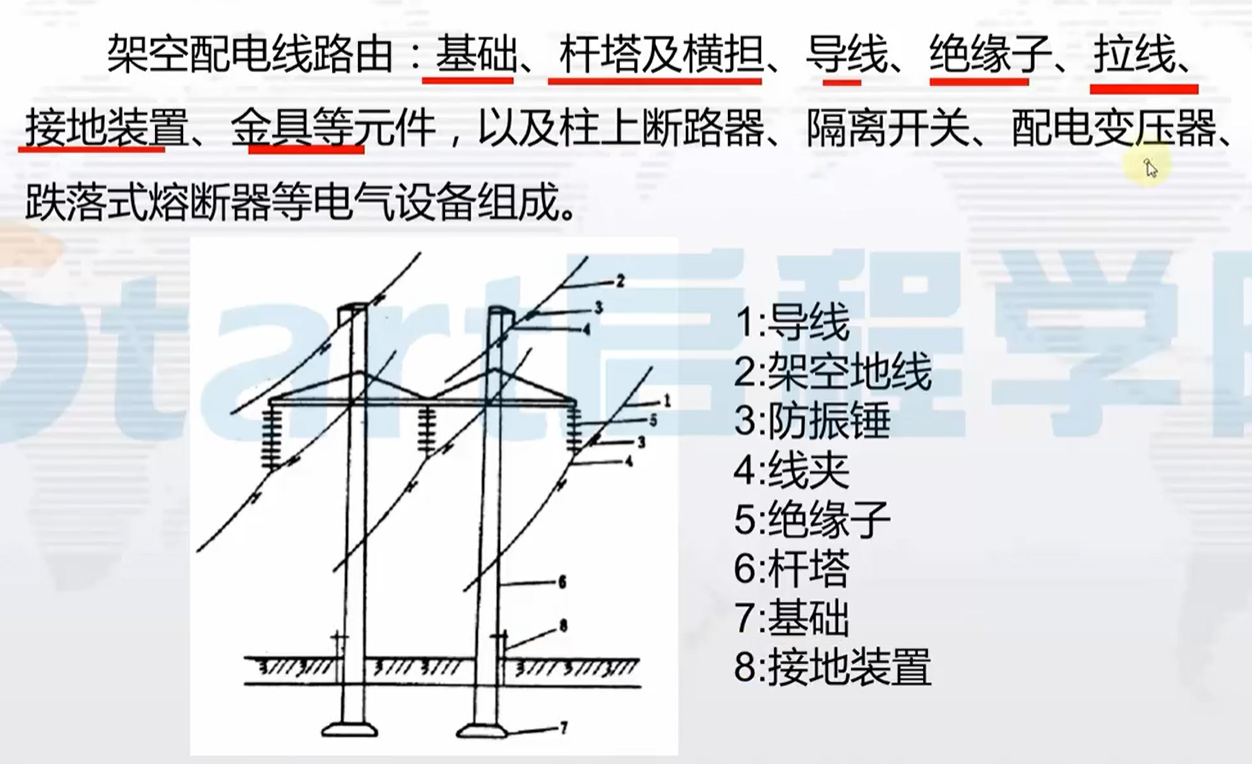 架空配电线路由：基础、杆塔及横担、导线、绝缘子、拉线、
接地装置、金具等元件，以及柱上断路器、隔离开关、配电变压器、
跌落式熔断器等电气设备组成。
Start启程学
2
3
4
1
5
3
4
6
8
7
1:导线
2:架空地线
3:防振锤
4:线夹
5:绝缘子
6:杆塔
7:基础
8:接地装置